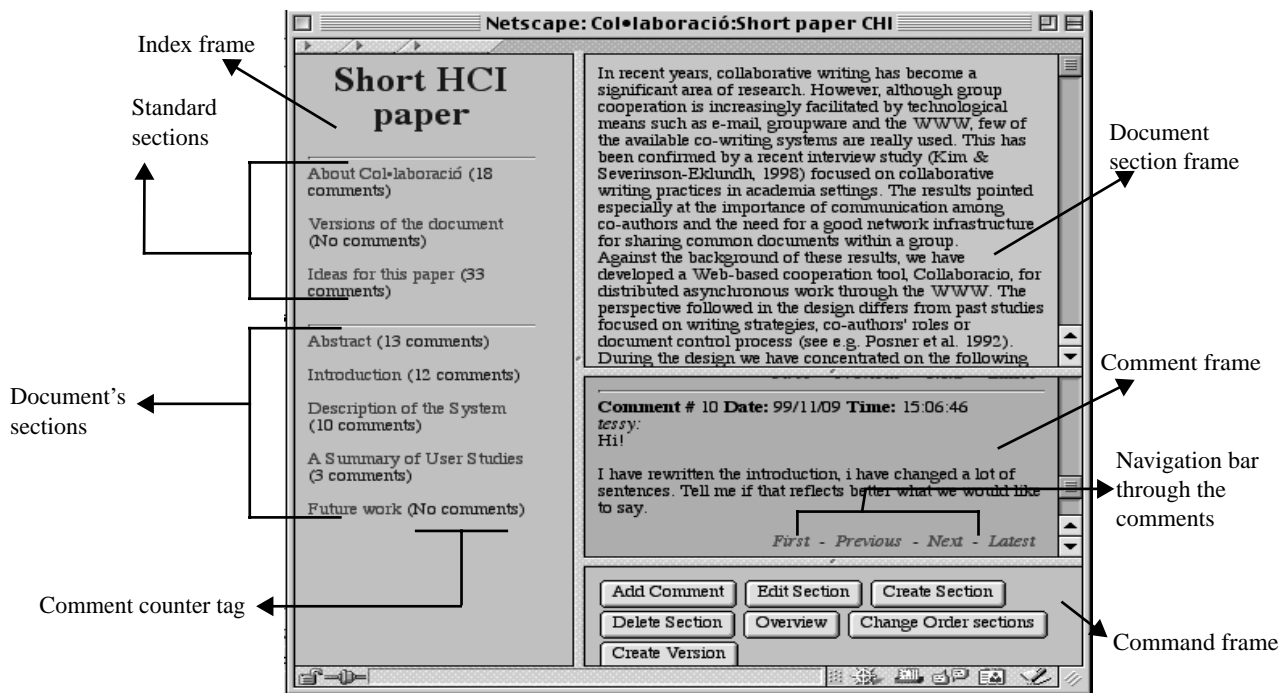 Netscape: Col•laboració:Short paper CHI
Index frame
Standard
sections
Document's
sections
Comment counter tag
Short HCI
paper
About Col•laboració (18
comments)
Versions of the document
(No comments)
Ideas for this paper (33
comments)
Abstract (13 comments)
Introduction (12 comments)
Description of the System
(10 comments)
A Summary of User Studies
(3 comments)
Future work (No comments)
In recent years, collaborative writing has become a
significant area of research. However, although group
cooperation is increasingly facilitated by technological
means such as e-mail, groupware and the WWW, few of
the available co-writing systems are really used. This has
been confirmed by a recent interview study (Kim &
Severinson-Eklundh, 1998) focused on collaborative
writing practices in academia settings. The results pointed
especially at the importance of communication among
co-authors and the need for a good network infrastructure
for sharing common documents within a group.
Against the background of these results, we have
developed a Web-based cooperation tool, Collaboracio, for
distributed asynchronous work through the WWW. The
perspective followed in the design differs from past studies
focused on writing strategies, co-authors' roles or
document control process (see e.g. Posner et al. 1992).
During the design we have concentrated on the following
Comment # 10 Date: 99/11/09 Time: 15:06:46
tessy:
Hi!
I have rewritten the introduction, i have changed a lot of
sentences. Tell me if that reflects better what we would like
to say.
First - Previous - Next - Latest
Add Comment Edit Section Create Section
Delete Section Overview Change Order sections
Create Version
Document
section frame
Comment frame
Navigation bar
through the
comments
Command frame